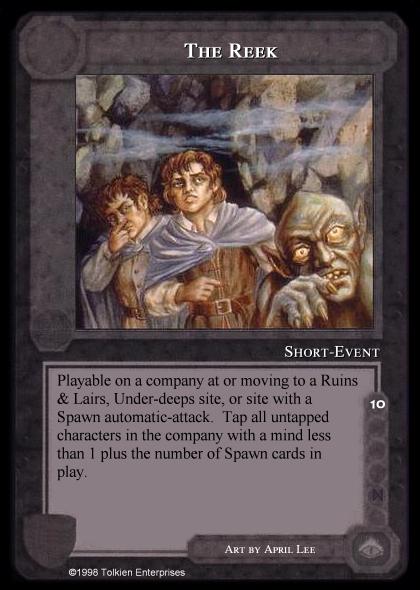 The Reek
Short-Event
Playable on a company at or moving to a Ruins
& Lairs, Under-deeps site, or site with a
Spawn automatic-attack. Tap all untapped
characters in the company with a mind less
than 1 plus the number of Spawn cards in
play.
10
N
Art by April Lee
©1998 Tolkien Enterprises